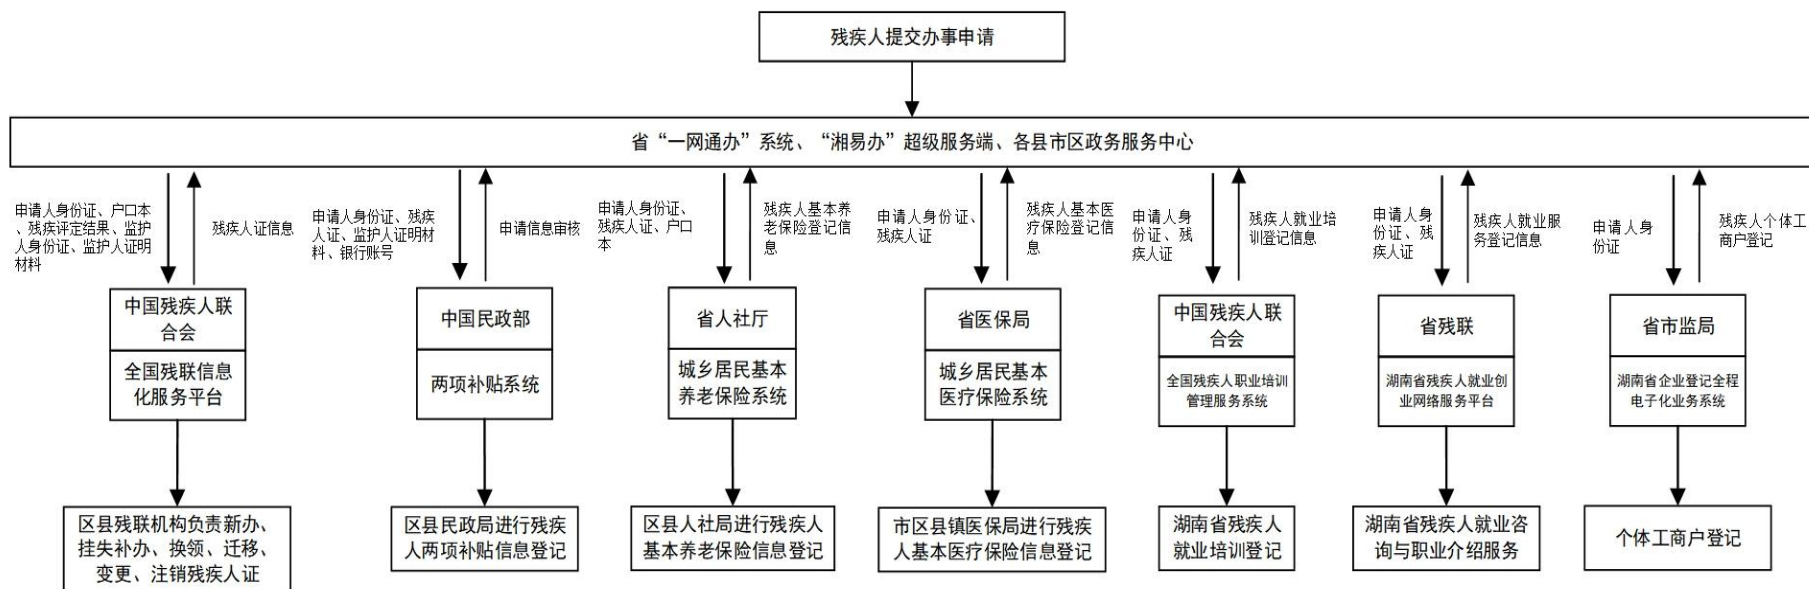 残疾人提交办事申请
省“一网通办”系统、“湘易办”超级服务端、各县市区政务服务中心
申请人身份证、户口本
、残疾评定结果、监护
人身份证、监护人证明
材料
残疾人证信息
申请人身份证、残疾
人证、监护人证明材
料、银行账号
申请信息审核
申请人身份证、
残疾人证、户口
本
残疾人基本养
老保险登记信
息
申请人身份证、
残疾人证
残疾人基本医
疗保险登记信
息
申请人身
份证、残
疾人证
残疾人就业培
训登记信息
申请人身
份证、残
疾人证
残疾人就业服
务登记信息
申请人身
份证
残疾人个体工
商户登记
中国残疾人联
合会
全国残联信息
化服务平台
中国民政部
两项补贴系统
省人社厅
城乡居民基本
养老保险系统
省医保局
城乡居民基本
医疗保险系统
中国残疾人联
合会
全国残疾人职业培训
管理服务系统
省残联
湖南省残疾人就业创
业网络服务平台
省市监局
湖南省企业登记全程
电子化业务系统
区县残联机构负责新办、
挂失补办、换领、迁移、
变更、注销残疾人证
区县民政局进行残疾
人两项补贴信息登记
区县人社局进行残疾人
基本养老保险信息登记
市区县镇医保局进行残疾
人基本医疗保险信息登记
湖南省残疾人
就业培训登记
湖南省残疾人就业咨
询与职业介绍服务
个体工商户登记